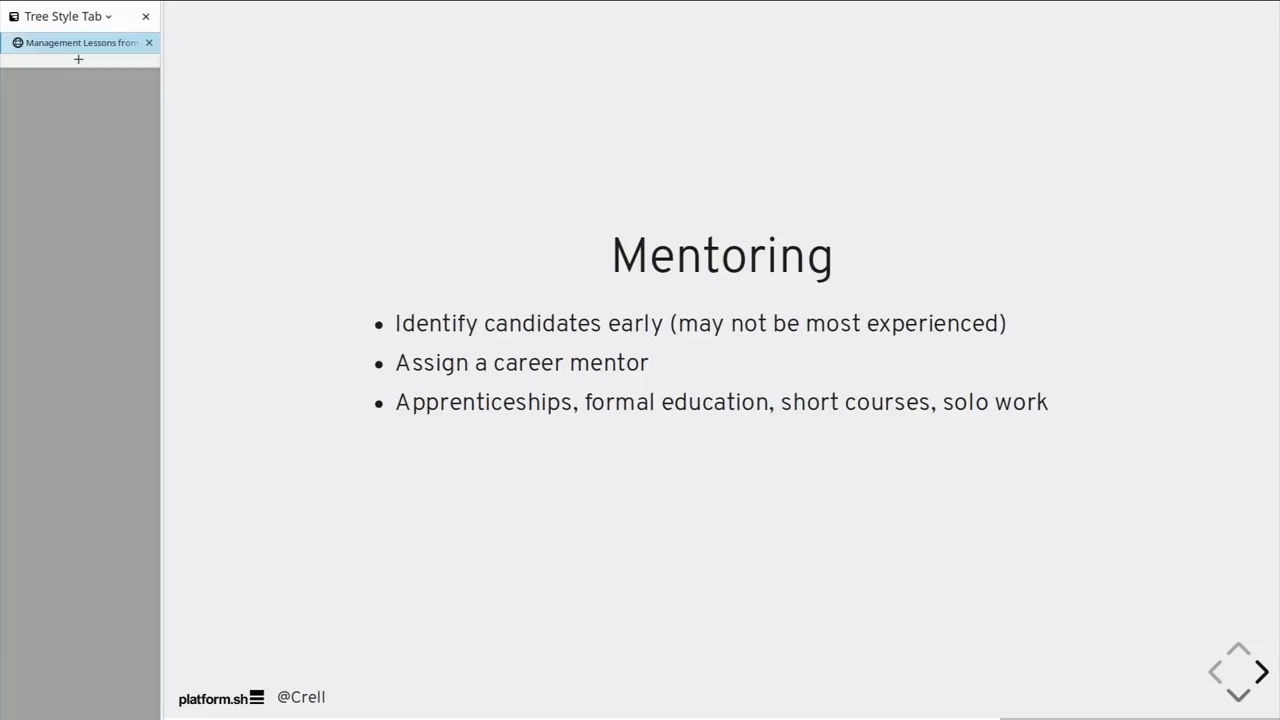 Tree Style Tab
Management Lessons from
Mentoring
• Identify candidates early (may not be most experienced)
• Assign a career mentor
• Apprenticeships, formal education, short courses, solo work
platform.sh @Crell